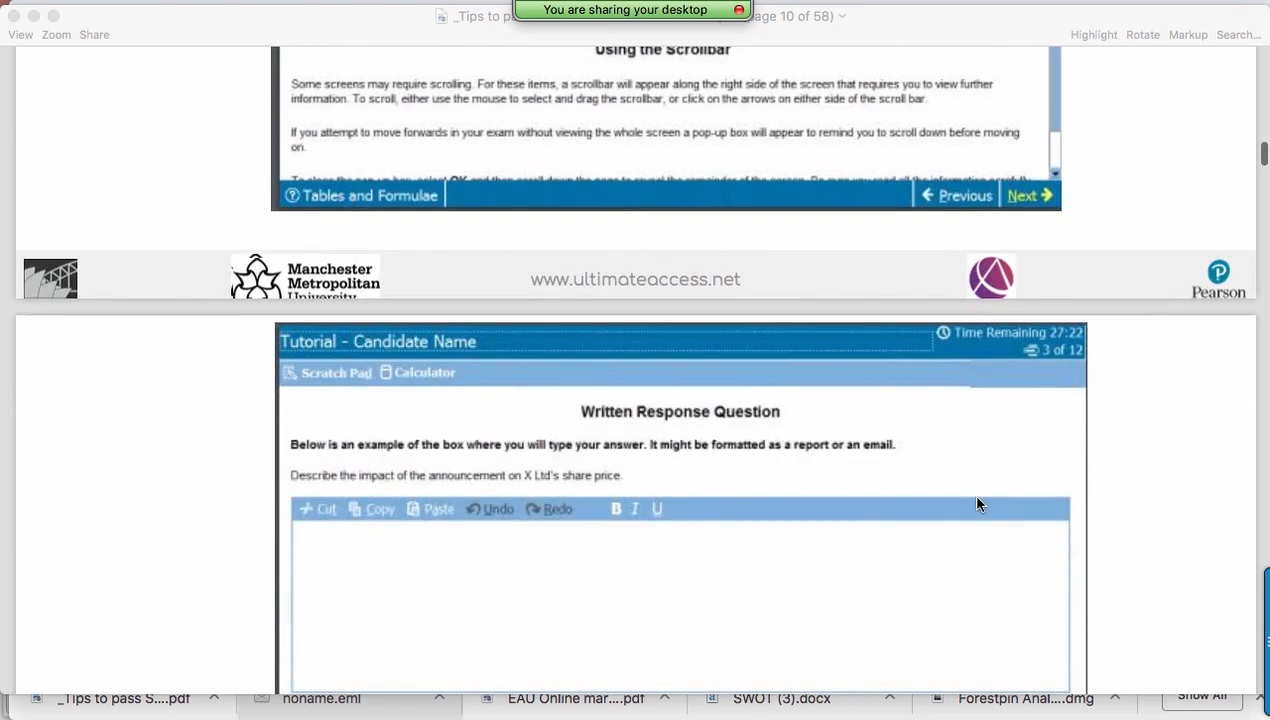 You are sharing your desktop
_Tips to p
page 10 of 58)
View Zoom Share
Highlight Rotate Markup Search...
Using the Scrollbar
Some screens may require scrolling. For these items, a scrollbar will appear along the right side of the screen that requires you to view further
information. To scroll, either use the mouse to select and drag the scrollbar, or click on the arrows on either side of the scroll bar.
If you attempt to move forwards in your exam without viewing the whole screen a pop-up box will appear to remind you to scroll down before moving
on.
Tables and Formulae
Previous
Next
Manchester
Metropolitan
University
www.ultimateaccess.net
Pearson
Tutorial - Candidate Name
Time Remaining 27:22
3 of 12
Scratch Pad Calculator
Written Response Question
Below is an example of the box where you will type your answer. It might be formatted as a report or an email.
Describe the impact of the announcement on X Ltd's share price.
Cut Copy Paste Undo Redo B I U
_Tips to pass S....pdf
noname.eml
EAU Online mar....pdf
SWOT (3).docx
Forestpin Anal....dmg
Show All